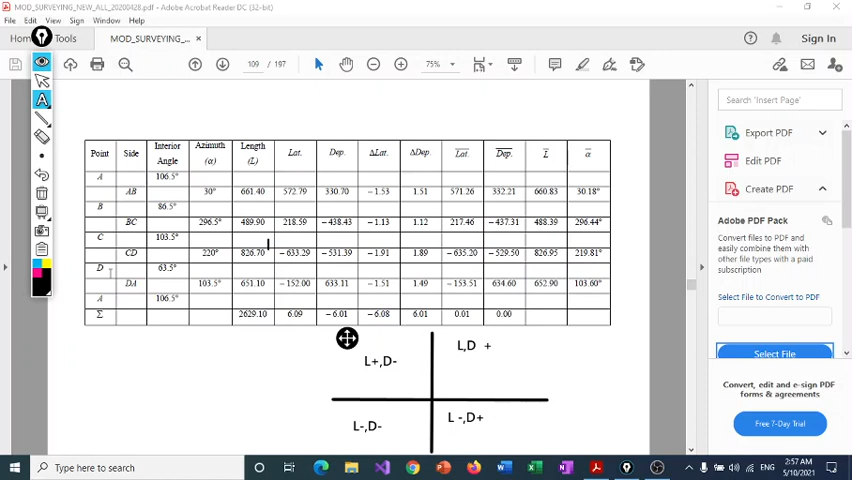 MOD_SURVEYING_NEW_ALL_20200428.pdf - Adobe Acrobat Reader DC (32-bit)
File Edit View Sign Window Help
Home Tools MOD_SURVEYING_... × Sign In
109 / 197 75%
Point Side Interior Angle Azimuth (α) Length (L) Lat. Dep. ΔLat. ΔDep. Lat. Dep. L α
A 106.5°
AB 30° 661.40 572.79 330.70 – 1.53 1.51 571.26 332.21 660.83 30.18°
B 86.5°
BC 296.5° 489.90 218.59 – 438.43 – 1.13 1.12 217.46 – 437.31 488.39 296.44°
C 103.5°
CD 220° 826.70 – 633.29 – 531.39 – 1.91 1.89 – 635.20 – 529.50 826.95 219.81°
D 63.5°
DA 103.5° 651.10 – 152.00 633.11 – 1.51 1.49 – 153.51 634.60 652.90 103.60°
A 106.5°
Σ 2629.10 6.09 – 6.01 – 6.08 6.01 0.01 0.00
L,D +
L+,D-
L-,D-
L -,D+
Search 'Insert Page'
Export PDF
Edit PDF
Create PDF
Adobe PDF Pack
Convert files to PDF and
easily combine them with
other file types with a paid
subscription
Select File to Convert to PDF
Select File
Convert, edit and e-sign PDF
forms & agreements
Free 7-Day Trial
Type here to search
ENG
2:57 AM
5/10/2021